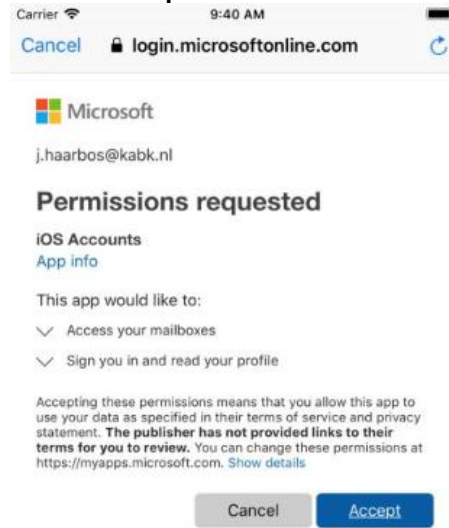 Carrier 9:40 AM
Cancel login.microsoftonline.com
Microsoft
j.haarbos@kabk.nl
Permissions requested
iOS Accounts
App info
This app would like to:
Access your mailboxes
Sign you in and read your profile
Accepting these permissions means that you allow this app to
use your data as specified in their terms of service and privacy
statement. The publisher has not provided links to their
terms for you to review. You can change these permissions at
https://myapps.microsoft.com. Show details
Cancel Accept